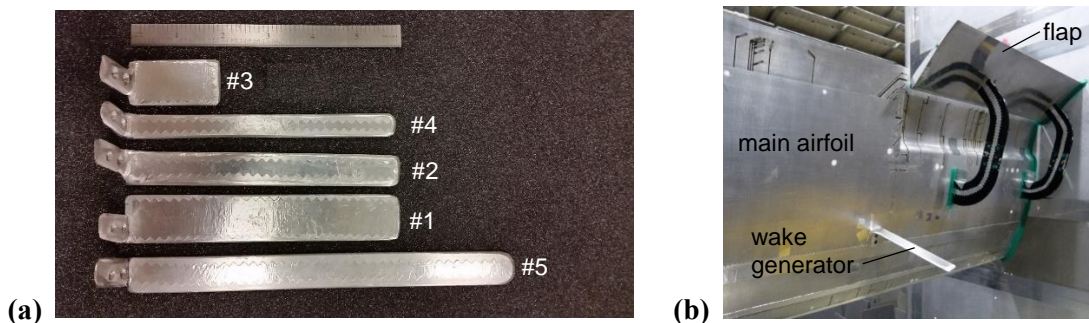 #3
#4
#2
#1
#5
(a)
flap
main airfoil
wake
generator
(b)